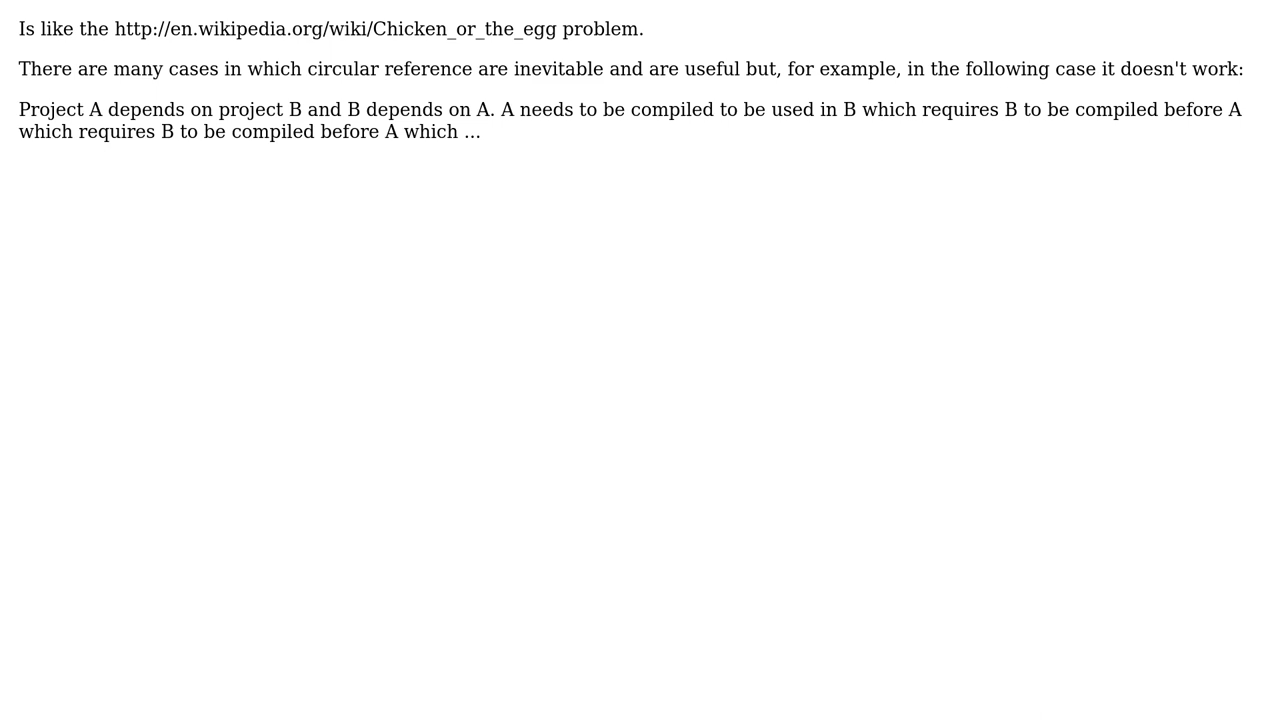 Is like the http://en.wikipedia.org/wiki/Chicken_or_the_egg problem.
There are many cases in which circular reference are inevitable and are useful but, for example, in the following case it doesn't work:
Project A depends on project B and B depends on A. A needs to be compiled to be used in B which requires B to be compiled before A
which requires B to be compiled before A which ...